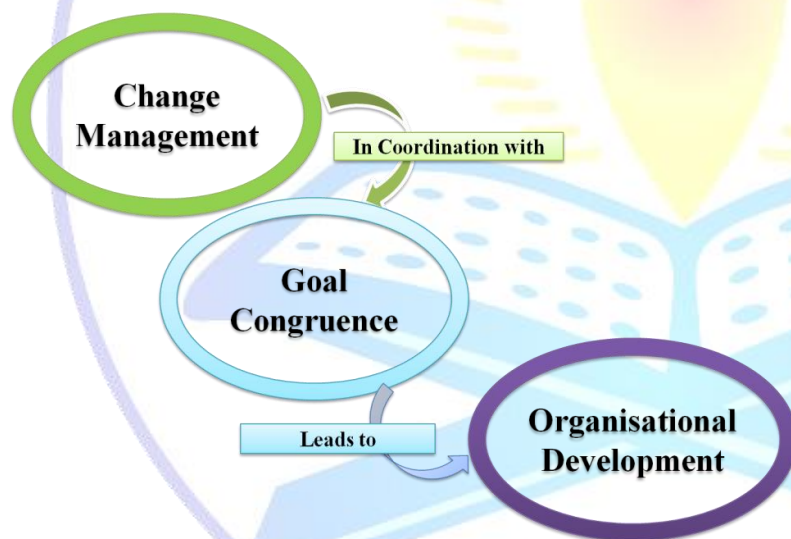 Change
Management
In Coordination with
Goal
Congruence
Leads to
Organisational
Development